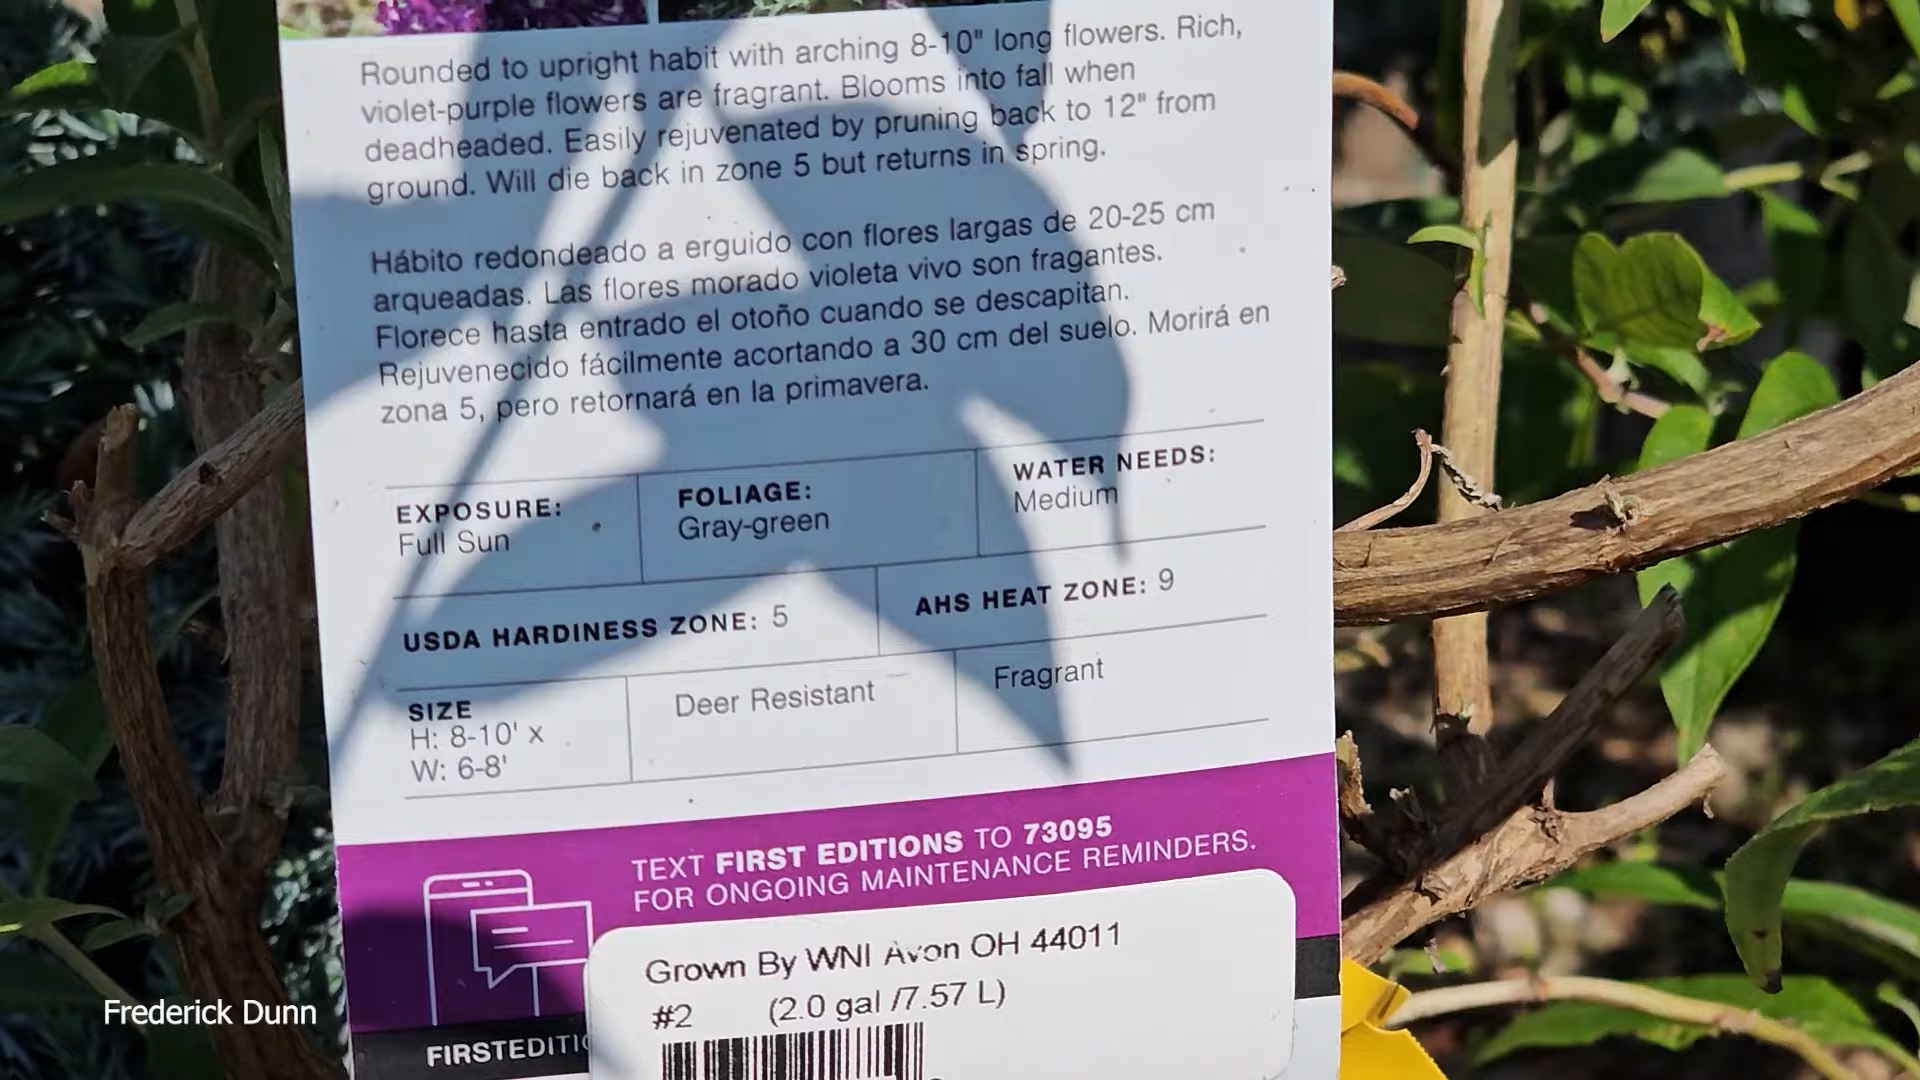 Rounded to upright habit with arching 8-10" long flowers. Rich,
violet-purple flowers are fragrant. Blooms into fall when
deadheaded. Easily rejuvenated by pruning back to 12" from
ground. Will die back in zone 5 but returns in spring.
Hábito redondeado a erguido con flores largas de 20-25 cm
arqueadas. Las flores morado violeta vivo son fragantes.
Florece hasta entrado el otoño cuando se descapitan.
Rejuvenecido fácilmente acortando a 30 cm del suelo. Morirá en
zona 5, pero retornará en la primavera.
EXPOSURE:
Full Sun
FOLIAGE:
Gray-green
WATER NEEDS:
Medium
USDA HARDINESS ZONE: 5
AHS HEAT ZONE: 9
SIZE
H: 8-10' x
W: 6-8'
Deer Resistant
Fragrant
TEXT FIRST EDITIONS TO 73095
FOR ONGOING MAINTENANCE REMINDERS.
Grown By WNI Avon OH 44011
#2 (2.0 gal /7.57 L)
FIRSTEDITI
Frederick Dunn